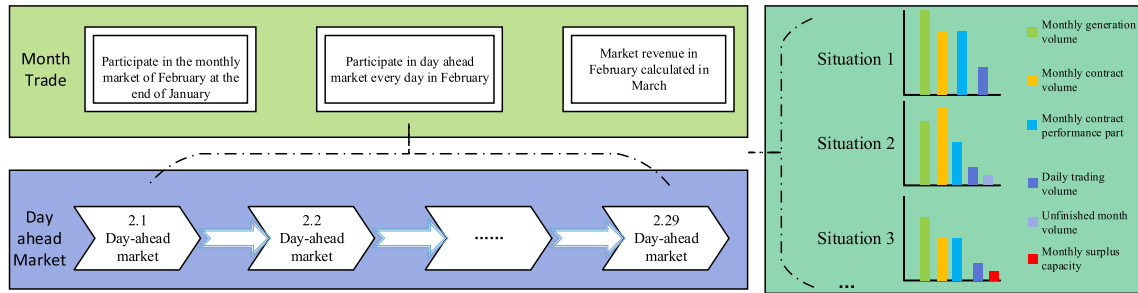 Month
Trade
Participate in the monthly
market of February at the
end of January
Participate in day ahead
market every day in February
Market revenue in
February calculated in
March
Day
ahead
Market
2.1
Day-ahead
market
2.2
Day-ahead
market
......
2.29
Day-ahead
market
Situation 1
Situation 2
Situation 3
...
Monthly generation
volume
Monthly contract
volume
Monthly contract
performance part
Daily trading
volume
Unfinished month
volume
Monthly surplus
capacity